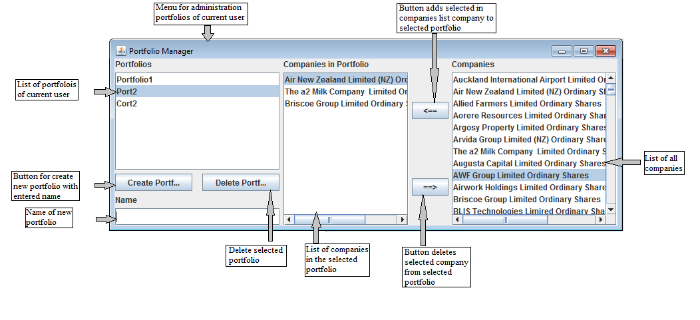 Menu for administration
portfolios of current user
Button adds selected in
companies list company to
selected portfolio
Portfolio Manager
Portfolios
Companies in Portfolio
Companies
List of portfolois
of current user
Portfolio1
Port2
Cort2
Air New Zealand Limited (NZ) Ord
The a2 Milk Company Limited Or
Briscoe Group Limited Ordinary S
<==
==>
Auckland International Airport Limited Or
Air New Zealand Limited (NZ) Ordinary Sh
Allied Farmers Limited Ordinary Shares
Aorere Resources Limited Ordinary Shar
Argosy Property Limited Ordinary Shares
Arvida Group Limited (NZ) Ordinary Shar
The a2 Milk Company Limited Ordinary S
Augusta Capital Limited Ordinary Shares
AWF Group Limited Ordinary Shares
Airwork Holdings Limited Ordinary Share
Briscoe Group Limited Ordinary Shares
BLIS Technologies Limired Ordinary Sha
List of all
companies
Button for create
new portfolio with
entered name
Create Portf...
Delete Portf...
Name
Name of new
portfolio
Delete selected
portfolio
List of companies
in the selected
portfolio
Button deletes
selected company
from selected
portfolio